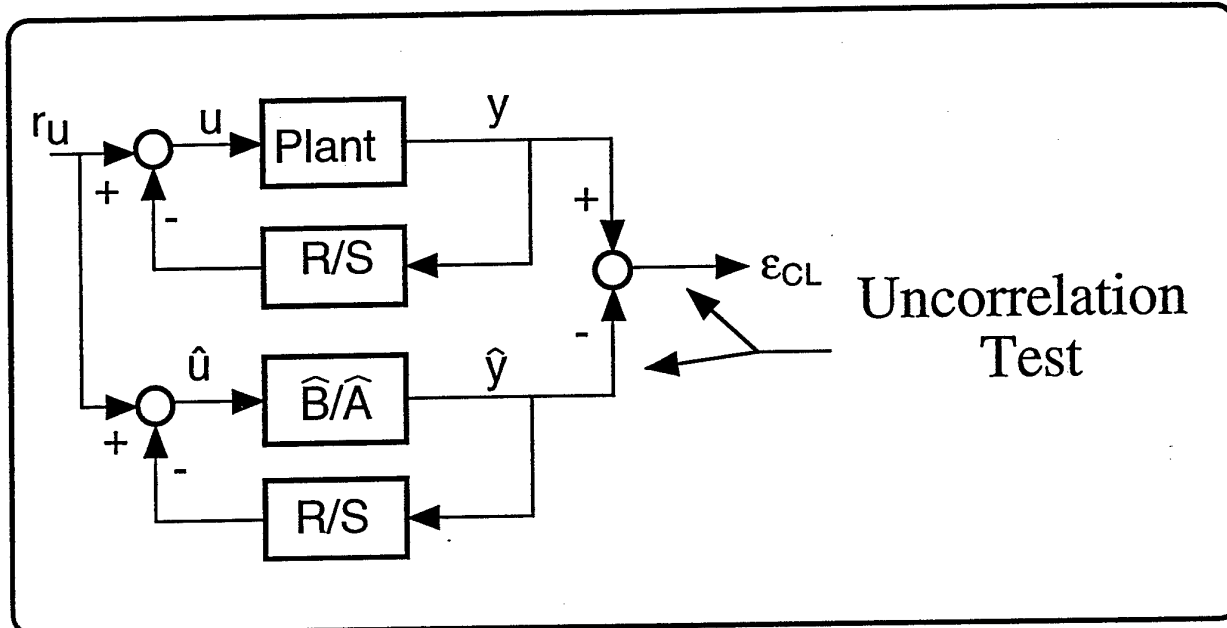 r_u
u
Plant
y
+
-
R/S
+
-
ε_CL
Uncorrelation
Test
û
B̂/Â
ŷ
+
-
R/S